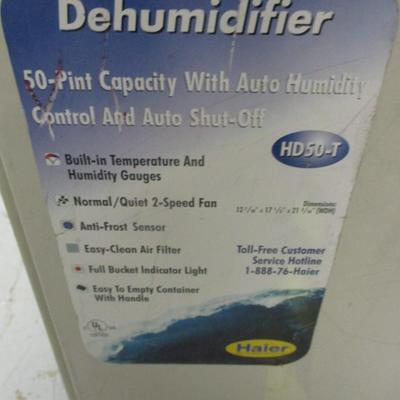 Dehumidifier
50-Pint Capacity With Auto Humidity
Control And Auto Shut-Off
HD50-T
Built-in Temperature And
Humidity Gauges
Normal/Quiet 2-Speed Fan
Dimensions:
(WDH)
Anti-Frost Sensor
Easy-Clean Air Filter
Full Bucket Indicator Light
Easy To Empty Container
With Handle
Toll-Free Customer
Service Hotline
1-888-76-Haier
UL
Haier